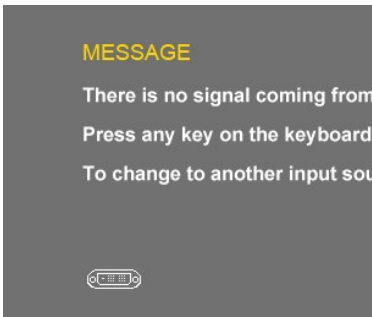 MESSAGE
There is no signal coming from
Press any key on the keyboard
To change to another input sou